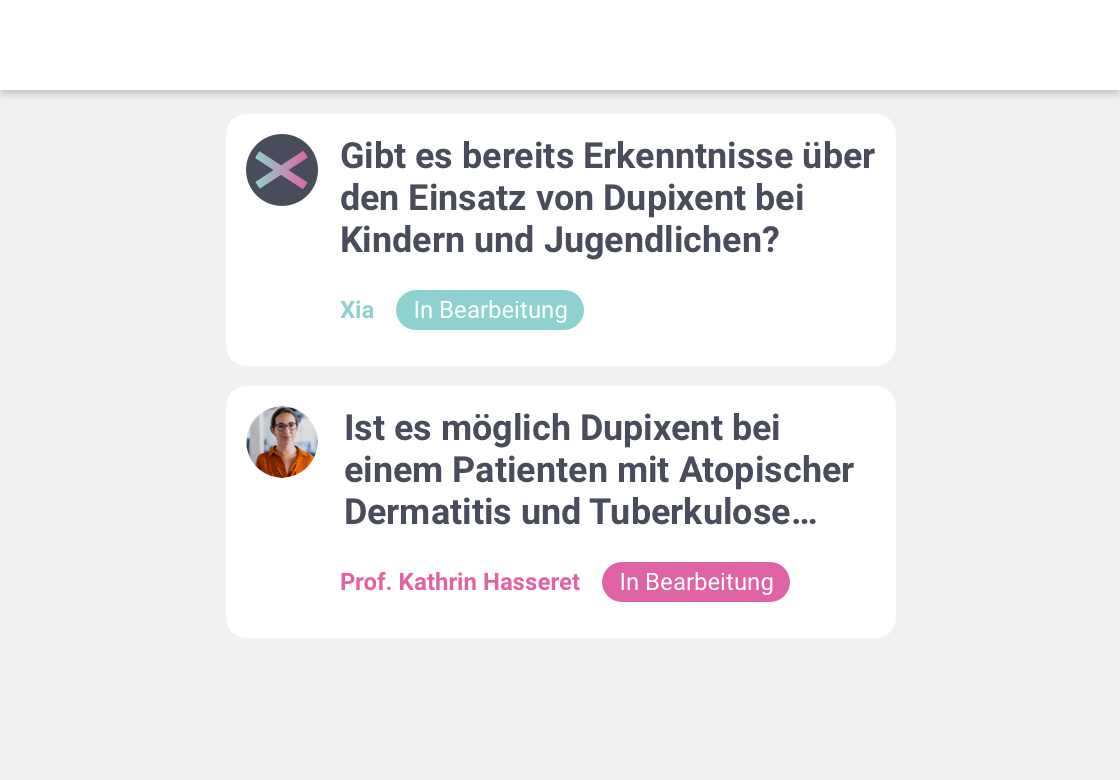 Gibt es bereits Erkenntnisse über
den Einsatz von Dupixent bei
Kindern und Jugendlichen?
Xia In Bearbeitung
Ist es möglich Dupixent bei
einem Patienten mit Atopischer
Dermatitis und Tuberkulose…
Prof. Kathrin Hasseret In Bearbeitung